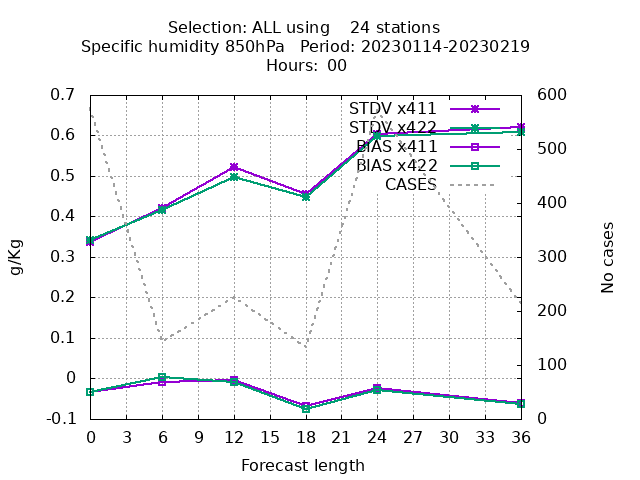 Selection: ALL using    24 stations
Specific humidity 850hPa   Period: 20230114-20230219
Hours: 00
0.7
0.6
0.5
0.4
0.3
0.2
0.1
0
-0.1
g/Kg
STDV x411
STDV x422
BIAS x411
BIAS x422
CASES
600
500
400
300
200
100
0
No cases
0 3 6 9 12 15 18 21 24 27 30 33 36
Forecast length